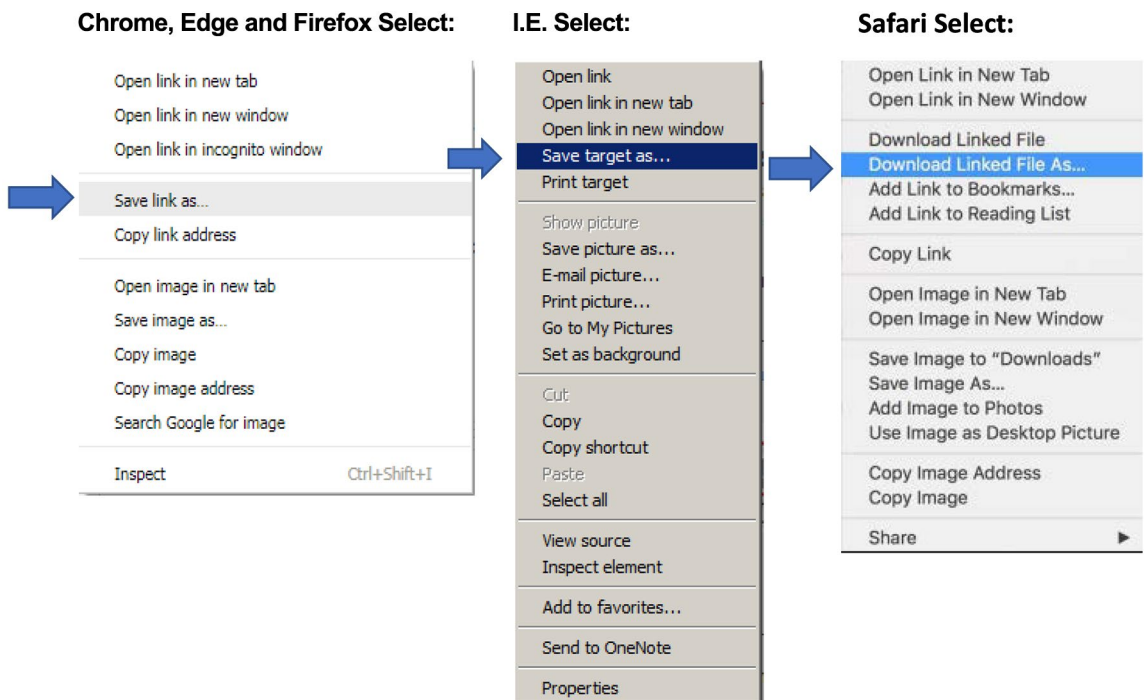 Chrome, Edge and Firefox Select:
Open link in new tab
Open link in new window
Open link in incognito window
Save link as...
Copy link address
Open image in new tab
Save image as...
Copy image
Copy image address
Search Google for image
Inspect Ctrl+Shift+I
I.E. Select:
Open link
Open link in new tab
Open link in new window
Save target as...
Print target
Show picture
Save picture as...
E-mail picture...
Print picture...
Go to My Pictures
Set as background
Cut
Copy
Copy shortcut
Paste
Select all
View source
Inspect element
Add to favorites...
Send to OneNote
Properties
Safari Select:
Open Link in New Tab
Open Link in New Window
Download Linked File
Download Linked File As...
Add Link to Bookmarks...
Add Link to Reading List
Copy Link
Open Image in New Tab
Open Image in New Window
Save Image to “Downloads”
Save Image As...
Add Image to Photos
Use Image as Desktop Picture
Copy Image Address
Copy Image
Share